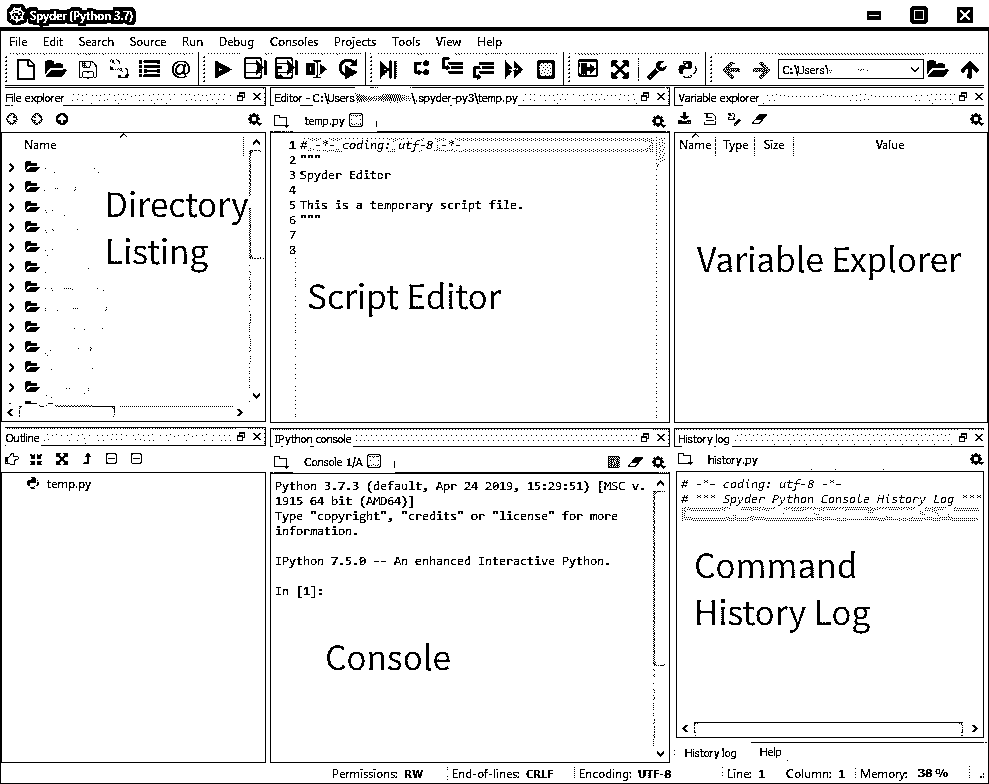 Spyder (Python 3.7)
File Edit Search Source Run Debug Consoles Projects Tools View Help
C:\Users\
File explorer
Name
Directory
Listing
Editor - C:\Users\ \.spyder-py3\temp.py
temp.py
1 # -*- coding: utf-8 -*-
2 """
3 Spyder Editor
4
5 This is a temporary script file.
6 """
7
8
Script Editor
Variable explorer
Name Type Size Value
Variable Explorer
Outline
temp.py
IPython console
Console 1/A
Python 3.7.3 (default, Apr 24 2019, 15:29:51) [MSC v.
1915 64 bit (AMD64)]
Type "copyright", "credits" or "license" for more
information.
IPython 7.5.0 -- An enhanced Interactive Python.
In [1]:
Console
History log
history.py
# -*- coding: utf-8 -*-
# *** Spyder Python Console History Log ***
Command
History Log
History log Help
Permissions: RW End-of-lines: CRLF Encoding: UTF-8 Line: 1 Column: 1 Memory: 38 %